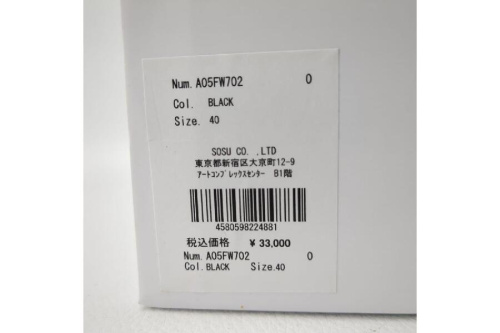 Num. A05FW702 0
Col. BLACK
Size. 40
SOSU CO. ,LTD
東京都新宿区大京町12-9
ｱｰﾄｺﾝﾌﾟﾚｯｸｽｾﾝﾀｰ B1階
4580598224881
税込価格 ¥ 33,000
Num. A05FW702 0
Col. BLACK Size. 40